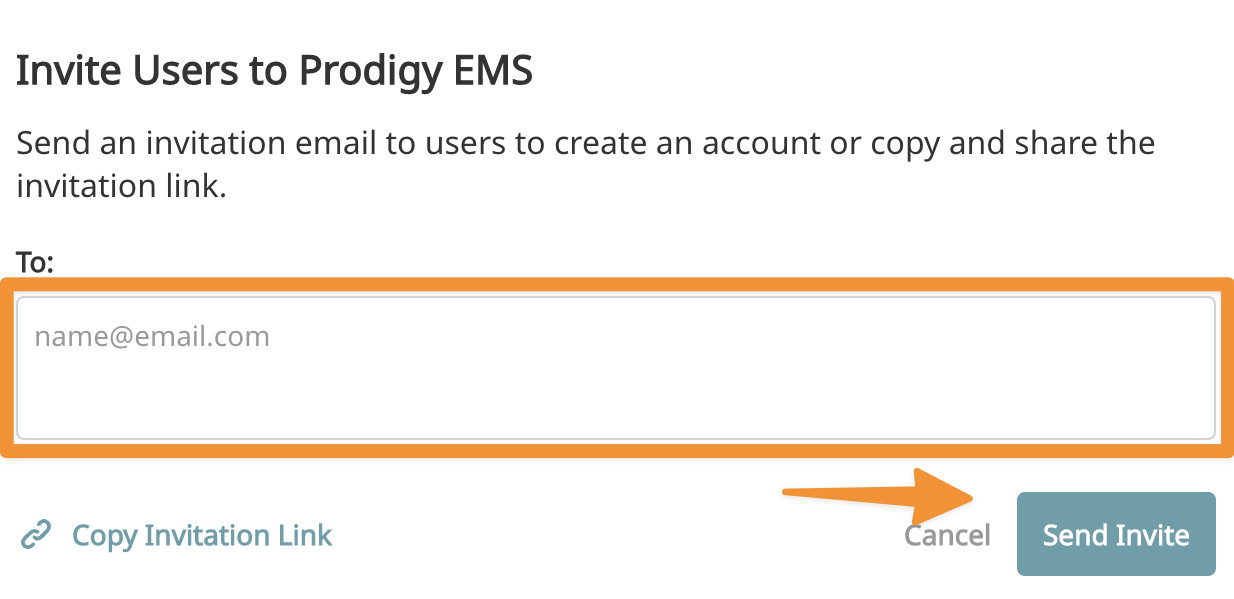 Invite Users to Prodigy EMS
Send an invitation email to users to create an account or copy and share the
invitation link.
To:
name@email.com
Copy Invitation Link
Cancel
Send Invite